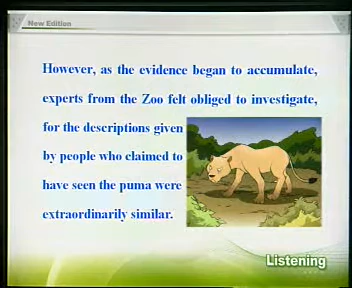 New Edition
However, as the evidence began to accumulate,
experts from the Zoo felt obliged to investigate,
for the descriptions given
by people who claimed to
have seen the puma were
extraordinarily similar.
Listening